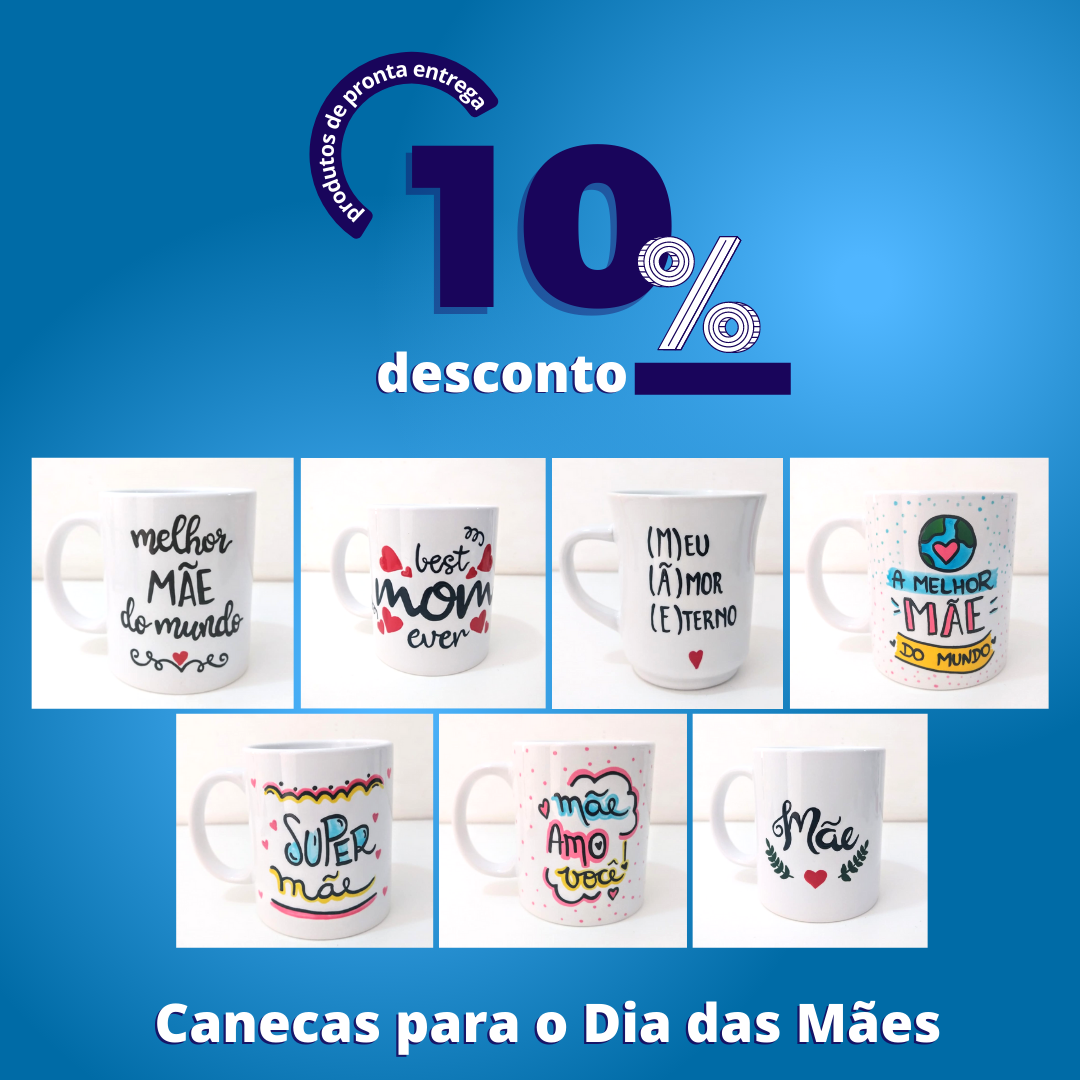 produtos de pronta entrega
10%
desconto
melhor
MÃE
do mundo
best
mom
ever
(M)EU
(Ã)MOR
(E)TERNO
A MELHOR
MÃE
DO MUNDO
SUPER
mãe
mãe
AMO
você!
Mãe
Canecas para o Dia das Mães